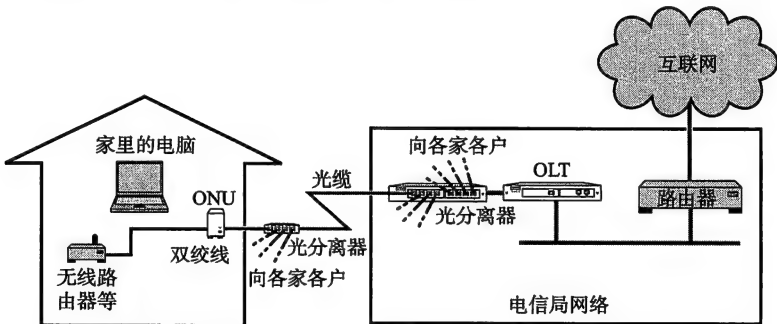 互联网
家里的电脑
ONU
双绞线
无线路
由器等
光缆
光分离器
向各家各户
向各家各户
OLT
光分离器
路由器
电信局网络